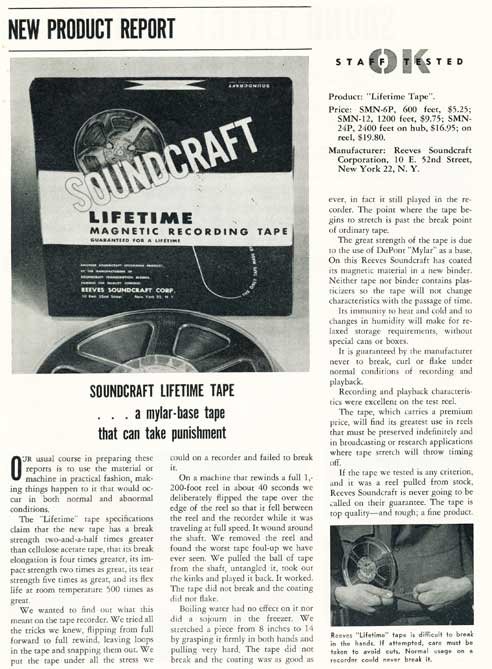 NEW PRODUCT REPORT
SOUNDCRAFT
SOUNDCRAFT
LIFETIME
MAGNETIC RECORDING TAPE
GUARANTEED FOR A LIFETIME
REEVES SOUNDCRAFT CORP.
10 East 52nd Street New York 22, N. Y.
SOUNDCRAFT LIFETIME TAPE
. . . a mylar-base tape
that can take punishment
OUR usual course in preparing these
reports is to use the material or
machine in practical fashion, mak-
ing things happen to it that would oc-
cur in both normal and abnormal
conditions.
The "Lifetime" tape specifications
claim that the new tape has a break
strength two-and-a-half times greater
than cellulose acetate tape, that its break
elongation is four times greater, its im-
pact strength two times as great, its tear
strength five times as great, and its flex
life at room temperature 500 times as
great.
We wanted to find out what this
meant on the tape recorder. We tried all
the tricks we knew, flipping from full
forward to full rewind, leaving loops
in the tape and snapping them out. We
put the tape under all the stress we
could on a recorder and failed to break
it.
On a machine that rewinds a full 1,-
200-foot reel in about 40 seconds we
deliberately flipped the tape over the
edge of the reel so that it fell between
the reel and the recorder while it was
traveling at full speed. It wound around
the shaft. We removed the reel and
found the worst tape foul-up we have
ever seen. We pulled the ball of tape
from the shaft, untangled it, took out
the kinks and played it back. It worked.
The tape did not break and the coating
did not flake.
Boiling water had no effect on it nor
did a sojourn in the freezer. We
stretched a piece from 8 inches to 14
by grasping it firmly in both hands and
pulling very hard. The tape did not
break and the coating was as good as
STAFF TESTED
OK
Product: "Lifetime Tape".
Price: SMN-6P, 600 feet, $5.25;
SMN-12, 1200 feet, $9.75; SMN-
24P, 2400 feet on hub, $16.95; on
reel, $19.80.
Manufacturer: Reeves Soundcraft
Corporation, 10 E. 52nd Street,
New York 22, N. Y.
ever, in fact it still played in the re-
corder. The point where the tape be-
gins to stretch is past the break point
of ordinary tape.
The great strength of the tape is due
to the use of DuPont "Mylar" as a base.
On this Reeves Soundcraft has coated
its magnetic material in a new binder.
Neither tape nor binder contains plas-
ticizers so the tape will not change
characteristics with the passage of time.
Its immunity to heat and cold and to
changes in humidity will make for re-
laxed storage requirements, without
special cans or boxes.
It is guaranteed by the manufacturer
never to break, curl or flake under
normal conditions of recording and
playback.
Recording and playback characteris-
tics were excellent on the test reel.
The tape, which carries a premium
price, will find its greatest use in reels
that must be preserved indefinitely and
in broadcasting or research applications
where tape stretch will throw timing
off.
If the tape we tested is any criterion,
and it was a reel pulled from stock,
Reeves Soundcraft is never going to be
called on their guarantee. The tape is
top quality—and tough; a fine product.
Reeves "Lifetime" tape is difficult to break
in the hands. If attempted, care must be
taken to avoid cuts. Normal usage on a
recorder could never break it.